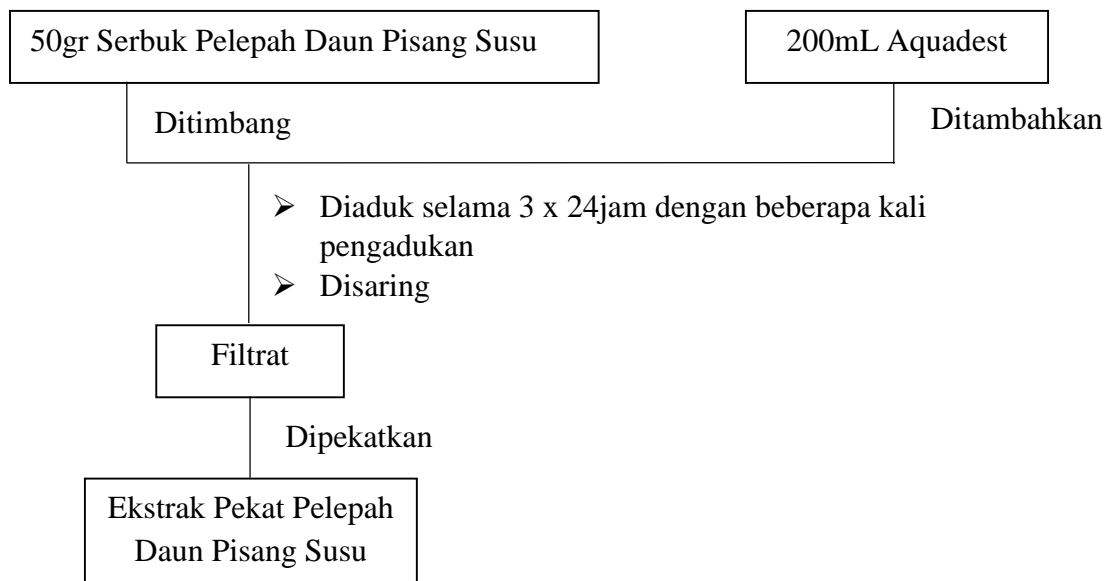 50gr Serbuk Pelepah Daun Pisang Susu
200mL Aquadest
Ditimbang
Ditambahkan
➢ Diaduk selama 3 x 24jam dengan beberapa kali
pengadukan
➢ Disaring
Filtrat
Dipekatkan
Ekstrak Pekat Pelepah
Daun Pisang Susu